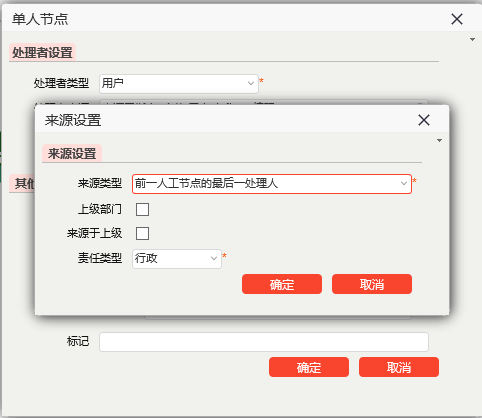 单人节点
处理者设置
处理者类型 用户 *
来源设置
其他
来源设置
来源类型 前一人工节点的最后一处理人 *
上级部门
来源于上级
责任类型 行政 *
确定 取消
标记
确定 取消